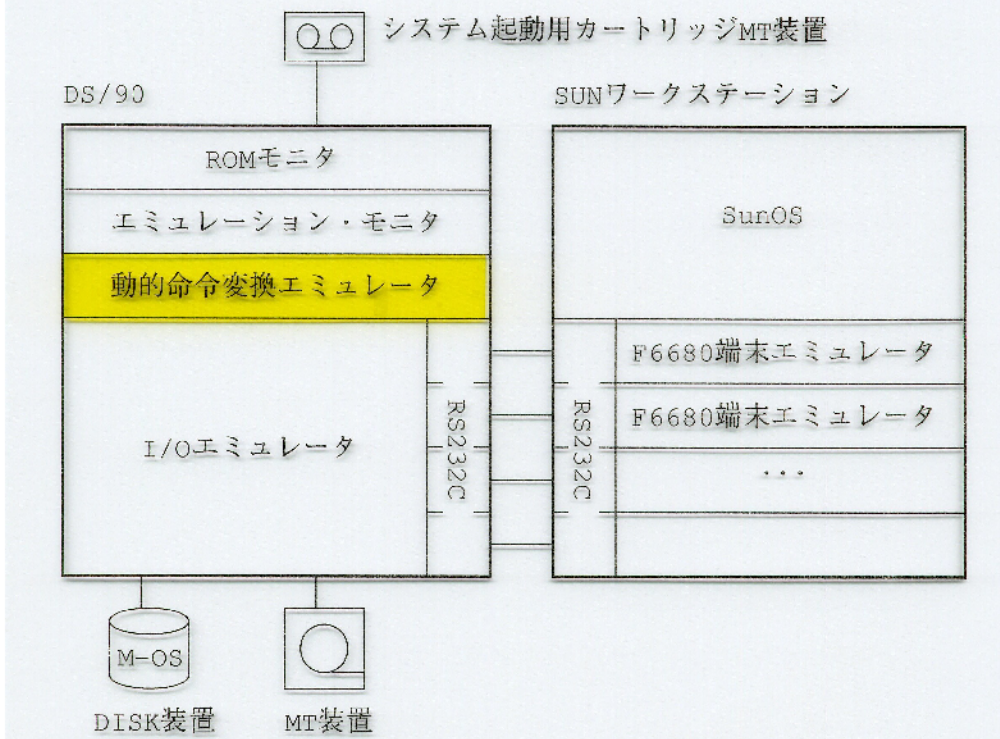 システム起動用カートリッジMT装置
DS/90
SUNワークステーション
ROMモニタ
エミュレーション・モニタ
動的命令変換エミュレータ
I/Oエミュレータ
RS232C
RS232C
SunOS
F6680端末エミュレータ
F6680端末エミュレータ
...
M-OS
DISK装置
MT装置